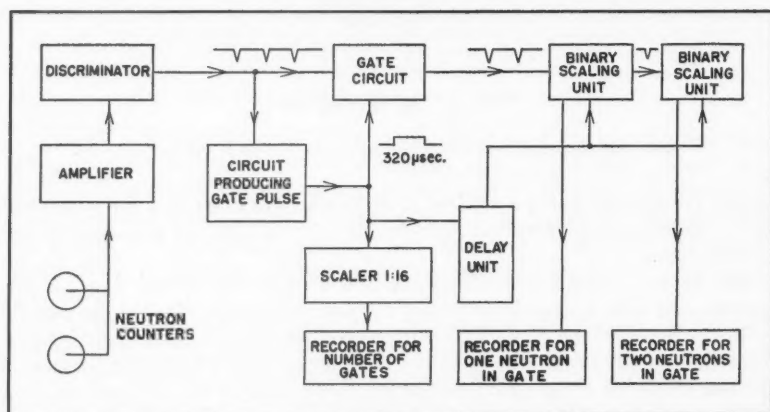 DISCRIMINATOR
GATE
CIRCUIT
BINARY
SCALING
UNIT
BINARY
SCALING
UNIT
AMPLIFIER
CIRCUIT
PRODUCING
GATE PULSE
320 μsec.
DELAY
UNIT
SCALER 1:16
NEUTRON
COUNTERS
RECORDER FOR
NUMBER OF
GATES
RECORDER FOR
ONE NEUTRON
IN GATE
RECORDER FOR
TWO NEUTRONS
IN GATE